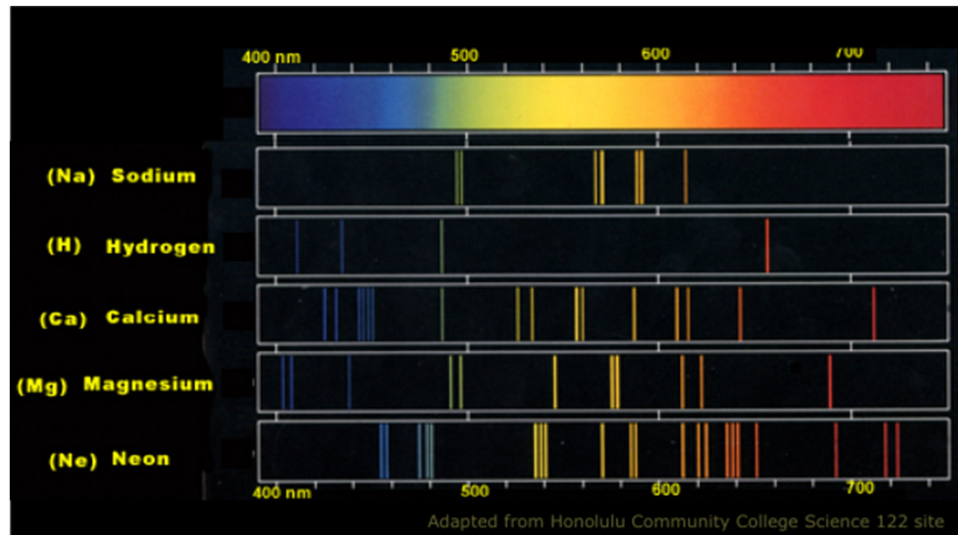 400 nm 500 600 700
(Na) Sodium
(H) Hydrogen
(Ca) Calcium
(Mg) Magnesium
(Ne) Neon
400 nm 500 600 700
Adapted from Honolulu Community College Science 122 site